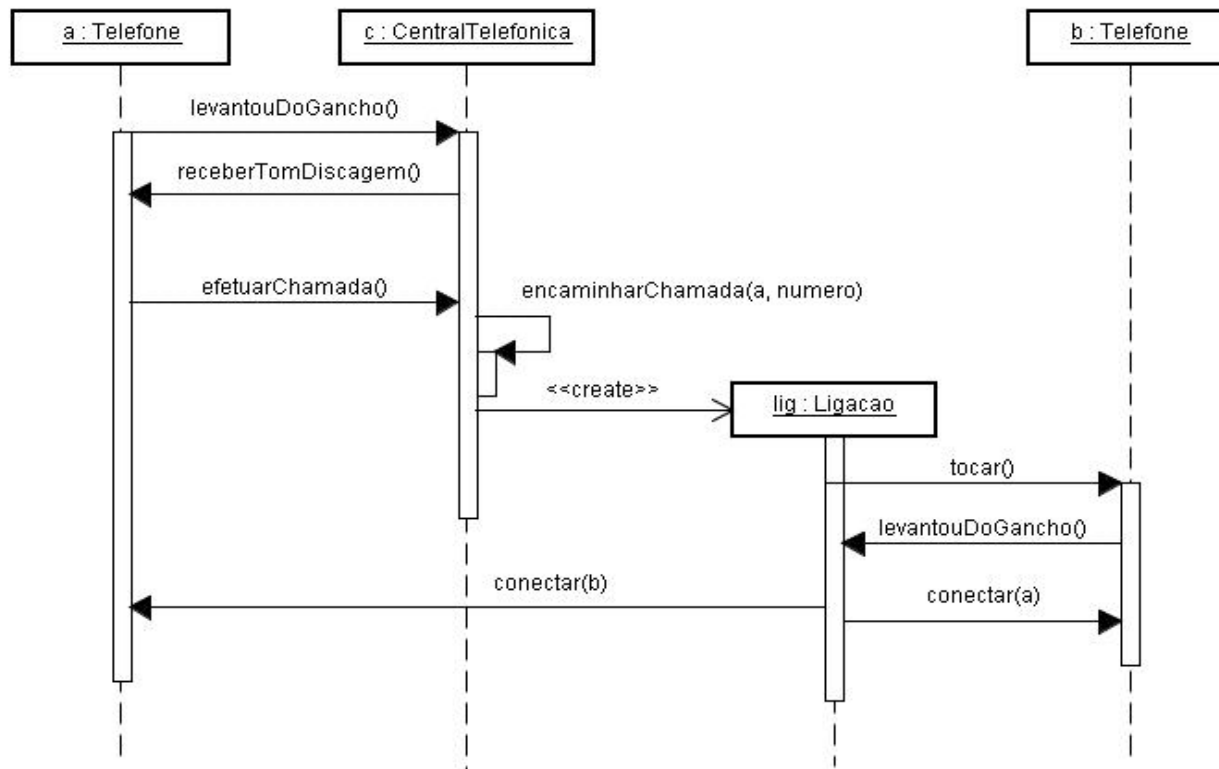 a : Telefone
c : CentralTelefonica
b : Telefone
levantouDoGancho()
receberTomDiscagem()
efetuarChamada()
encaminharChamada(a, numero)
<<create>>
lig : Ligacao
tocar()
levantouDoGancho()
conectar(b)
conectar(a)